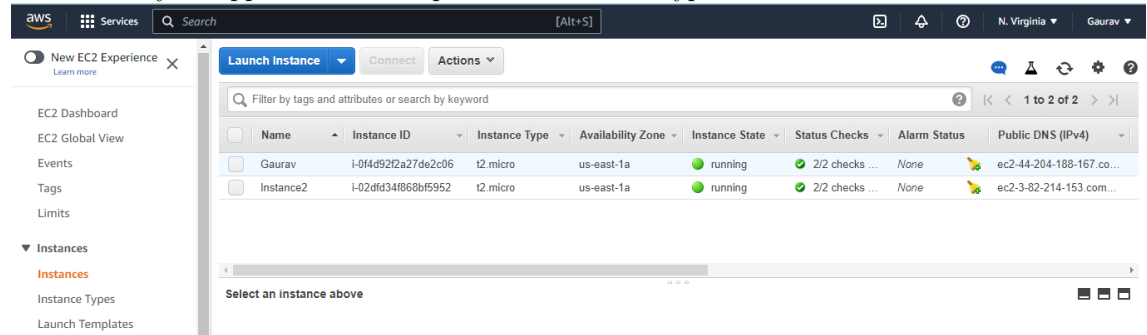 aws Services Search [Alt+S] N. Virginia Gaurav
New EC2 Experience
Learn more
Launch Instance Connect Actions
Filter by tags and attributes or search by keyword 1 to 2 of 2
EC2 Dashboard
EC2 Global View
Events
Tags
Limits
Instances
Instances
Instance Types
Launch Templates
Name Instance ID Instance Type Availability Zone Instance State Status Checks Alarm Status Public DNS (IPv4)
Gaurav i-0f4d92f2a27de2c06 t2.micro us-east-1a running 2/2 checks ... None ec2-44-204-188-167.co...
Instance2 i-02dfd34f868bf5952 t2.micro us-east-1a running 2/2 checks ... None ec2-3-82-214-153.com...
Select an instance above